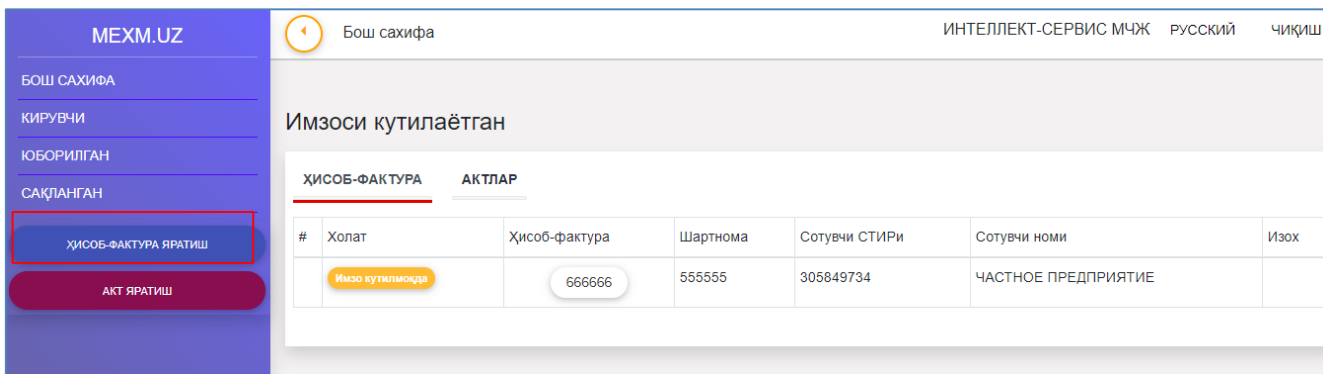 MEXM.UZ
Бош сахифа
ИНТЕЛЛЕКТ-СЕРВИС МЧЖ РУССКИЙ ЧИҚИШ
БОШ САХИФА
КИРУВЧИ
ЮБОРИЛГАН
САҚЛАНГАН
ҲИСОБ-ФАКТУРА ЯРАТИШ
АКТ ЯРАТИШ
Имзоси кутилаётган
ҲИСОБ-ФАКТУРА АКТЛАР
# Холат Ҳисоб-фактура Шартнома Сотувчи СТИРи Сотувчи номи Изох
Имзо кутилмоқда 666666 555555 305849734 ЧАСТНОЕ ПРЕДПРИЯТИЕ